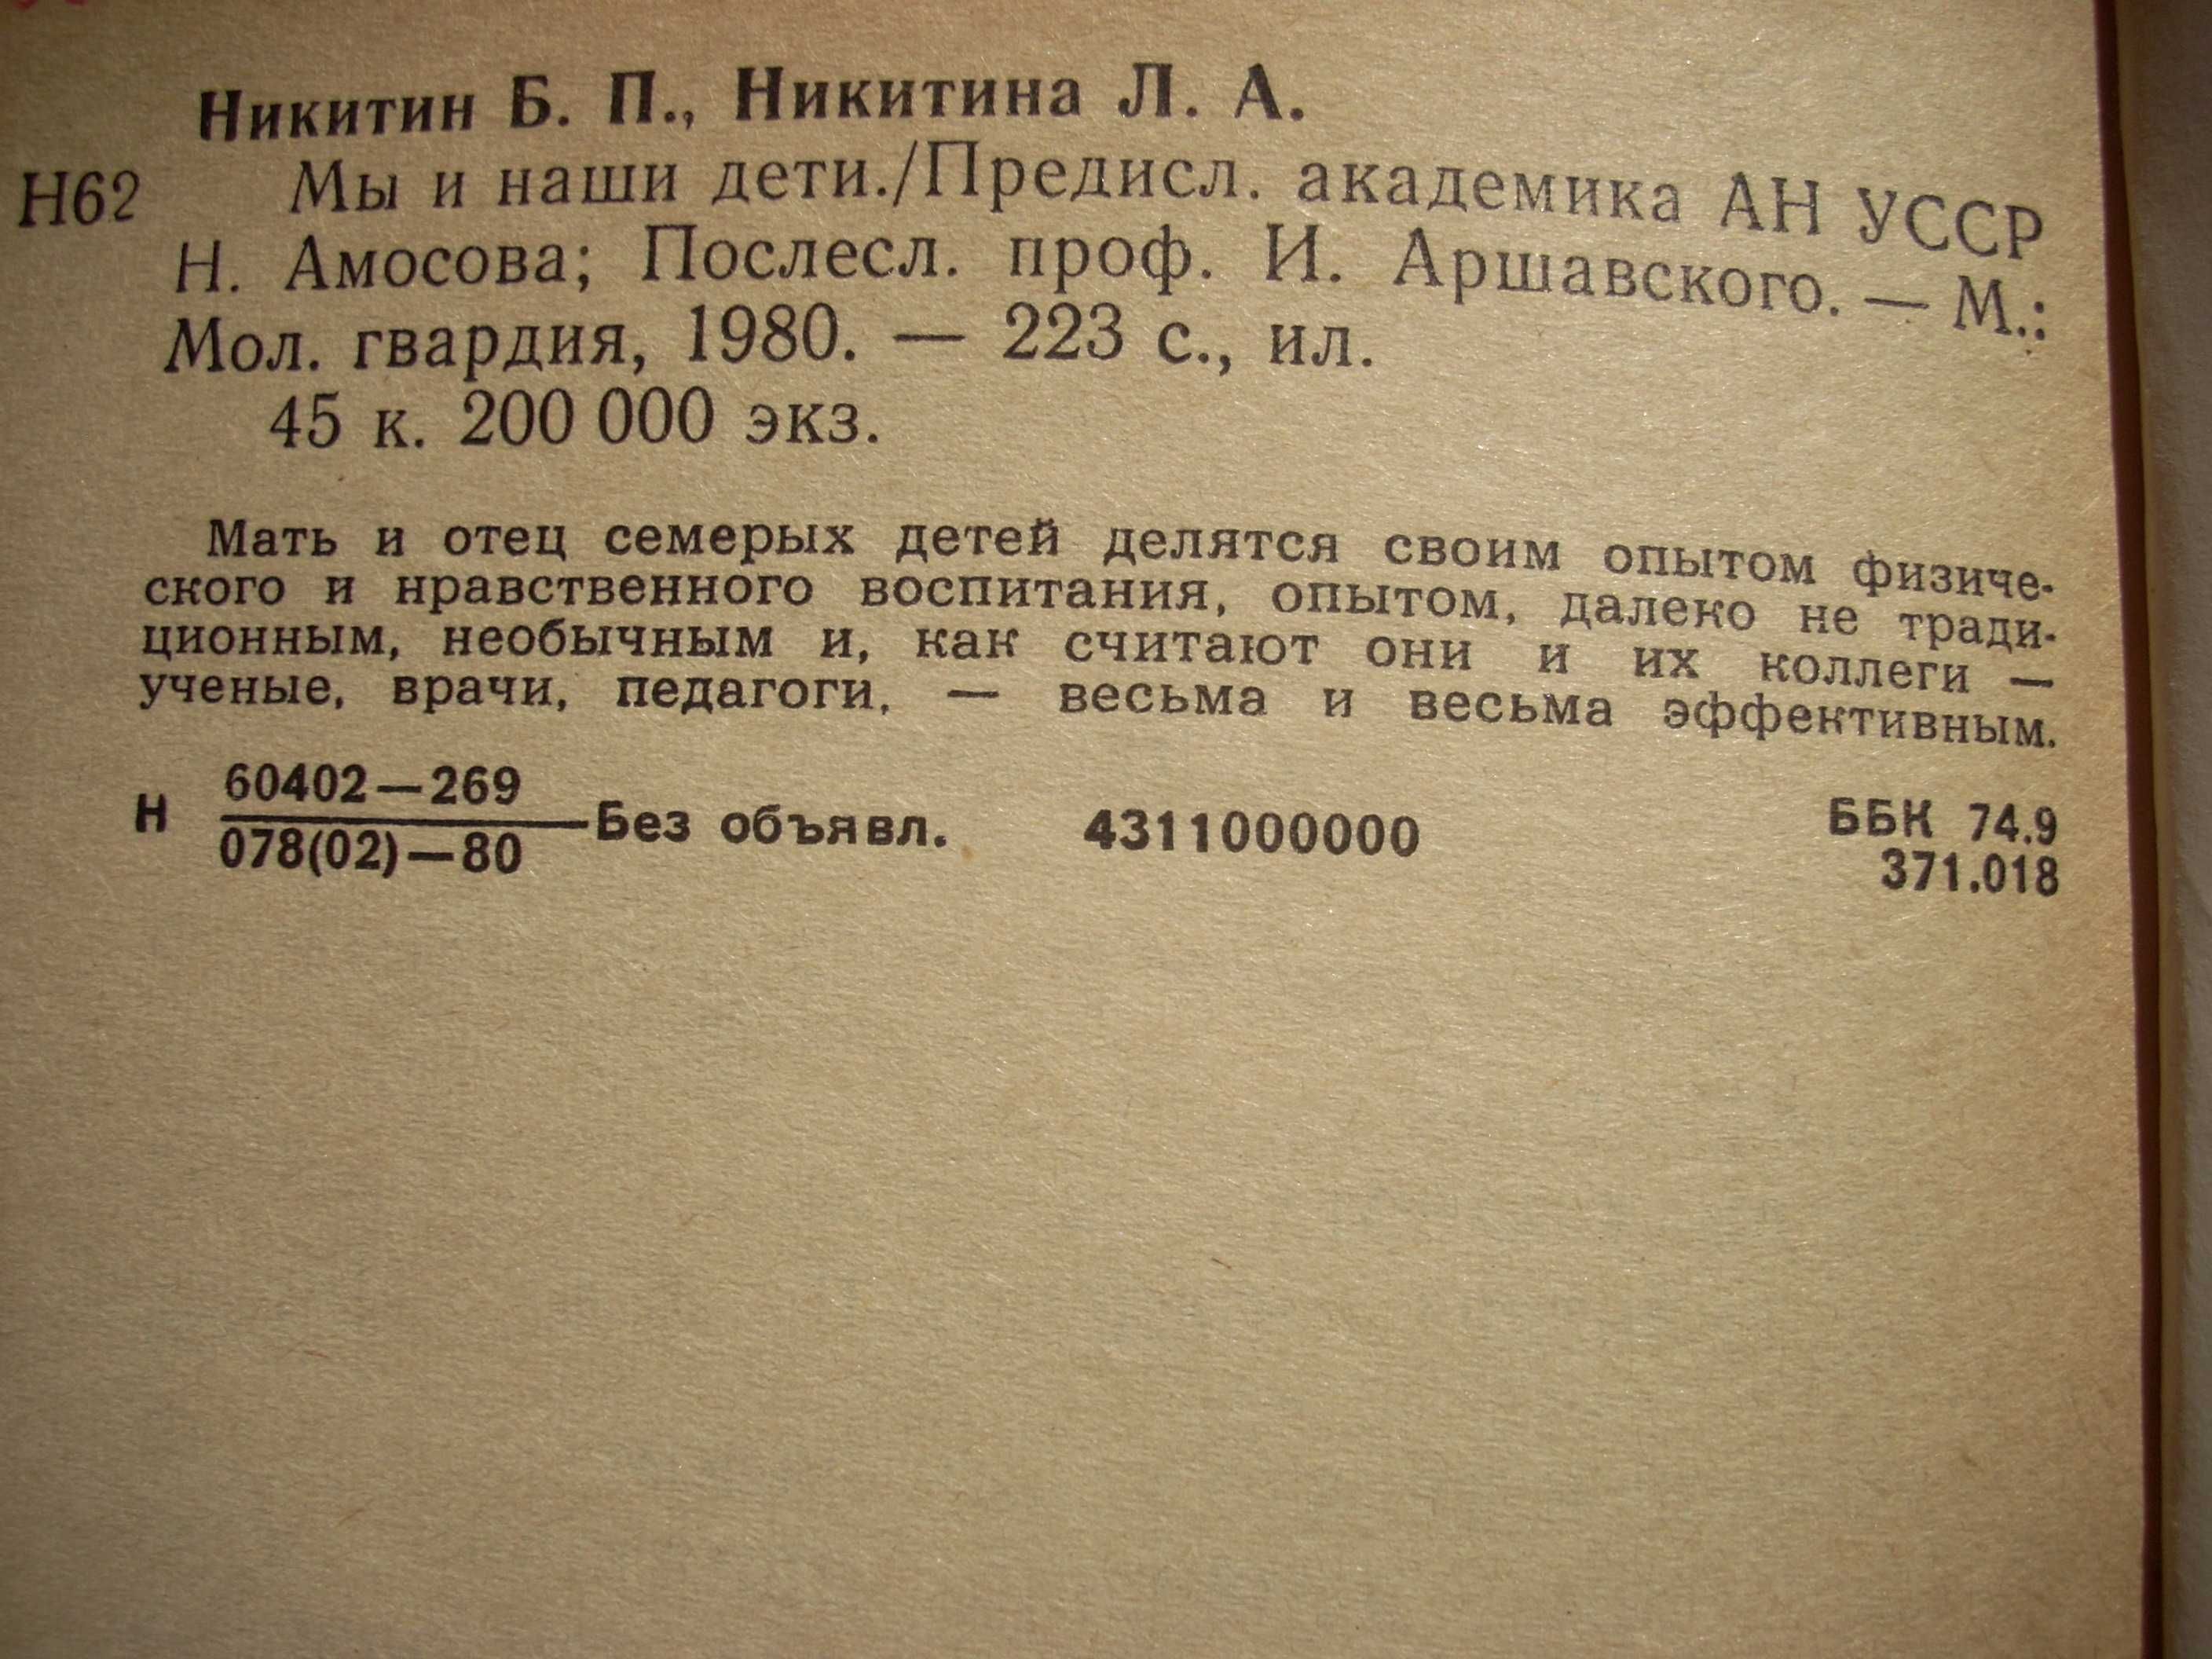 Никитин Б. П., Никитина Л. А.
Н62 Мы и наши дети./Предисл. академика АН УССР
Н. Амосова; Послесл. проф. И. Аршавского. — М.:
Мол. гвардия, 1980. — 223 с., ил.
45 к. 200 000 экз.
Мать и отец семерых детей делятся своим опытом физиче-
ского и нравственного воспитания, опытом, далеко не тради-
ционным, необычным и, как считают они и их коллеги —
ученые, врачи, педагоги, — весьма и весьма эффективным.
60402—269
Н Без объявл. 4311000000 ББК 74.9
078(02)—80 371.018